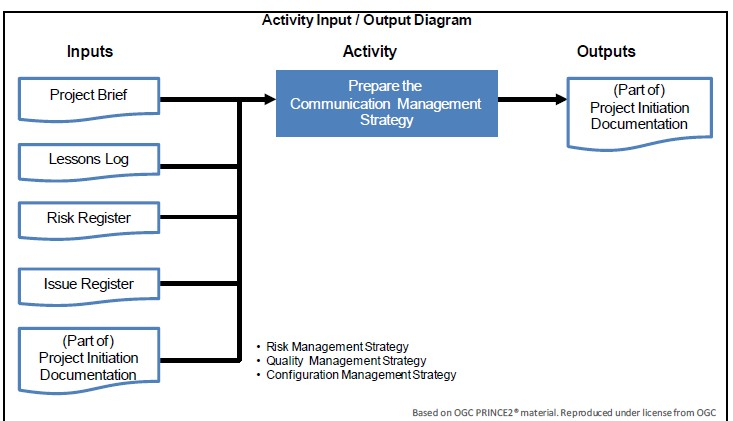 Activity Input / Output Diagram
Inputs
Activity
Outputs
Project Brief
Prepare the
Communication Management
Strategy
(Part of)
Project Initiation
Documentation
Lessons Log
Risk Register
Issue Register
(Part of)
Project Initiation
Documentation
• Risk Management Strategy
• Quality Management Strategy
• Configuration Management Strategy
Based on OGC PRINCE2® material. Reproduced under license from OGC